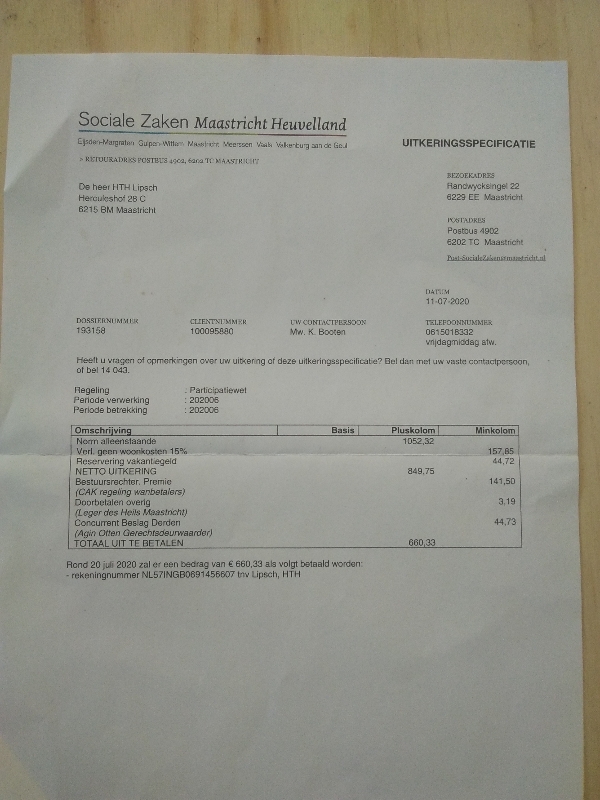 Sociale Zaken Maastricht Heuvelland
Eijsden-Margraten Gulpen-Wittem Maastricht Meerssen Vaals Valkenburg aan de Geul
UITKERINGSSPECIFICATIE
> RETOURADRES POSTBUS 4902, 6202 TC MAASTRICHT
De heer HTH Lipsch
Herculeshof 28 C
6215 BM Maastricht
BEZOEKADRES
Randwycksingel 22
6229 EE Maastricht
POSTADRES
Postbus 4902
6202 TC Maastricht
Post-SocialeZaken@maastricht.nl
DATUM
11-07-2020
DOSSIERNUMMER CLIENTNUMMER UW CONTACTPERSOON TELEFOONNUMMER
193158 100095880 Mw. K. Booten 0615018332
vrijdagmiddag afw.
Heeft u vragen of opmerkingen over uw uitkering of deze uitkeringsspecificatie? Bel dan met uw vaste contactpersoon,
of bel 14 043.
Regeling : Participatiewet
Periode verwerking : 202006
Periode betrekking : 202006
Omschrijving Basis Pluskolom Minkolom
Norm alleenstaande 1052,32
Verl. geen woonkosten 15% 157,85
Reservering vakantiegeld 44,72
NETTO UITKERING 849,75
Bestuursrechter. Premie 141,50
(CAK regeling wanbetalers)
Doorbetalen overig 3,19
(Leger des Heils Maastricht)
Concurrent Beslag Derden 44,73
(Agin Otten Gerechtsdeurwaarder)
TOTAAL UIT TE BETALEN 660,33
Rond 20 juli 2020 zal er een bedrag van € 660,33 als volgt betaald worden:
- rekeningnummer NL57INGB0691456607 tnv Lipsch, HTH